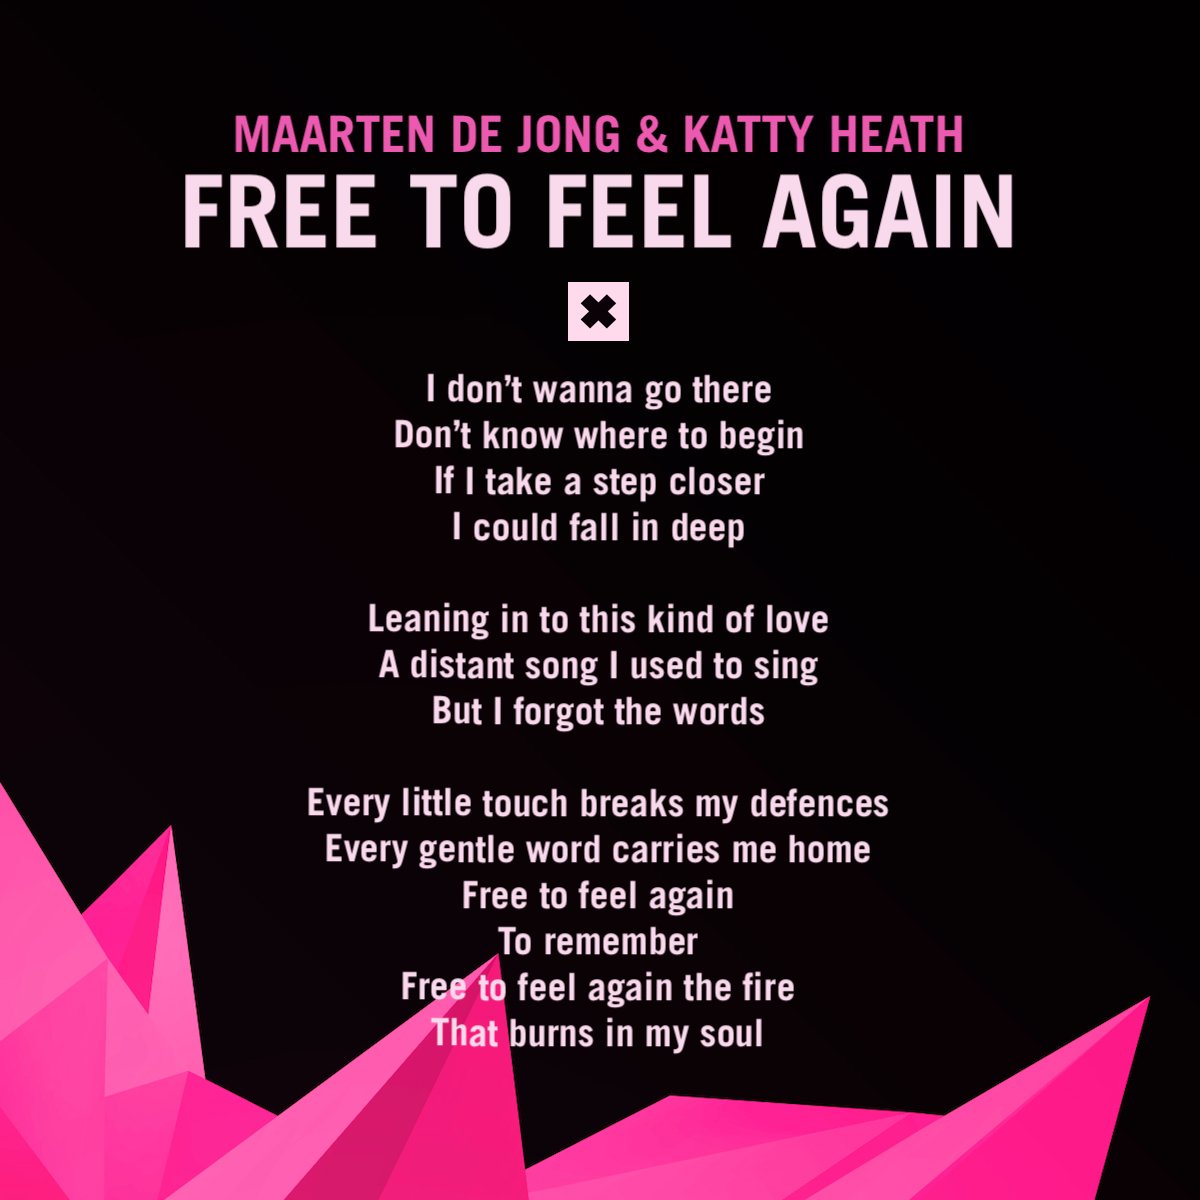 MAARTEN DE JONG & KATTY HEATH
FREE TO FEEL AGAIN
I don’t wanna go there
Don’t know where to begin
If I take a step closer
I could fall in deep
Leaning in to this kind of love
A distant song I used to sing
But I forgot the words
Every little touch breaks my defences
Every gentle word carries me home
Free to feel again
To remember
Free to feel again the fire
That burns in my soul